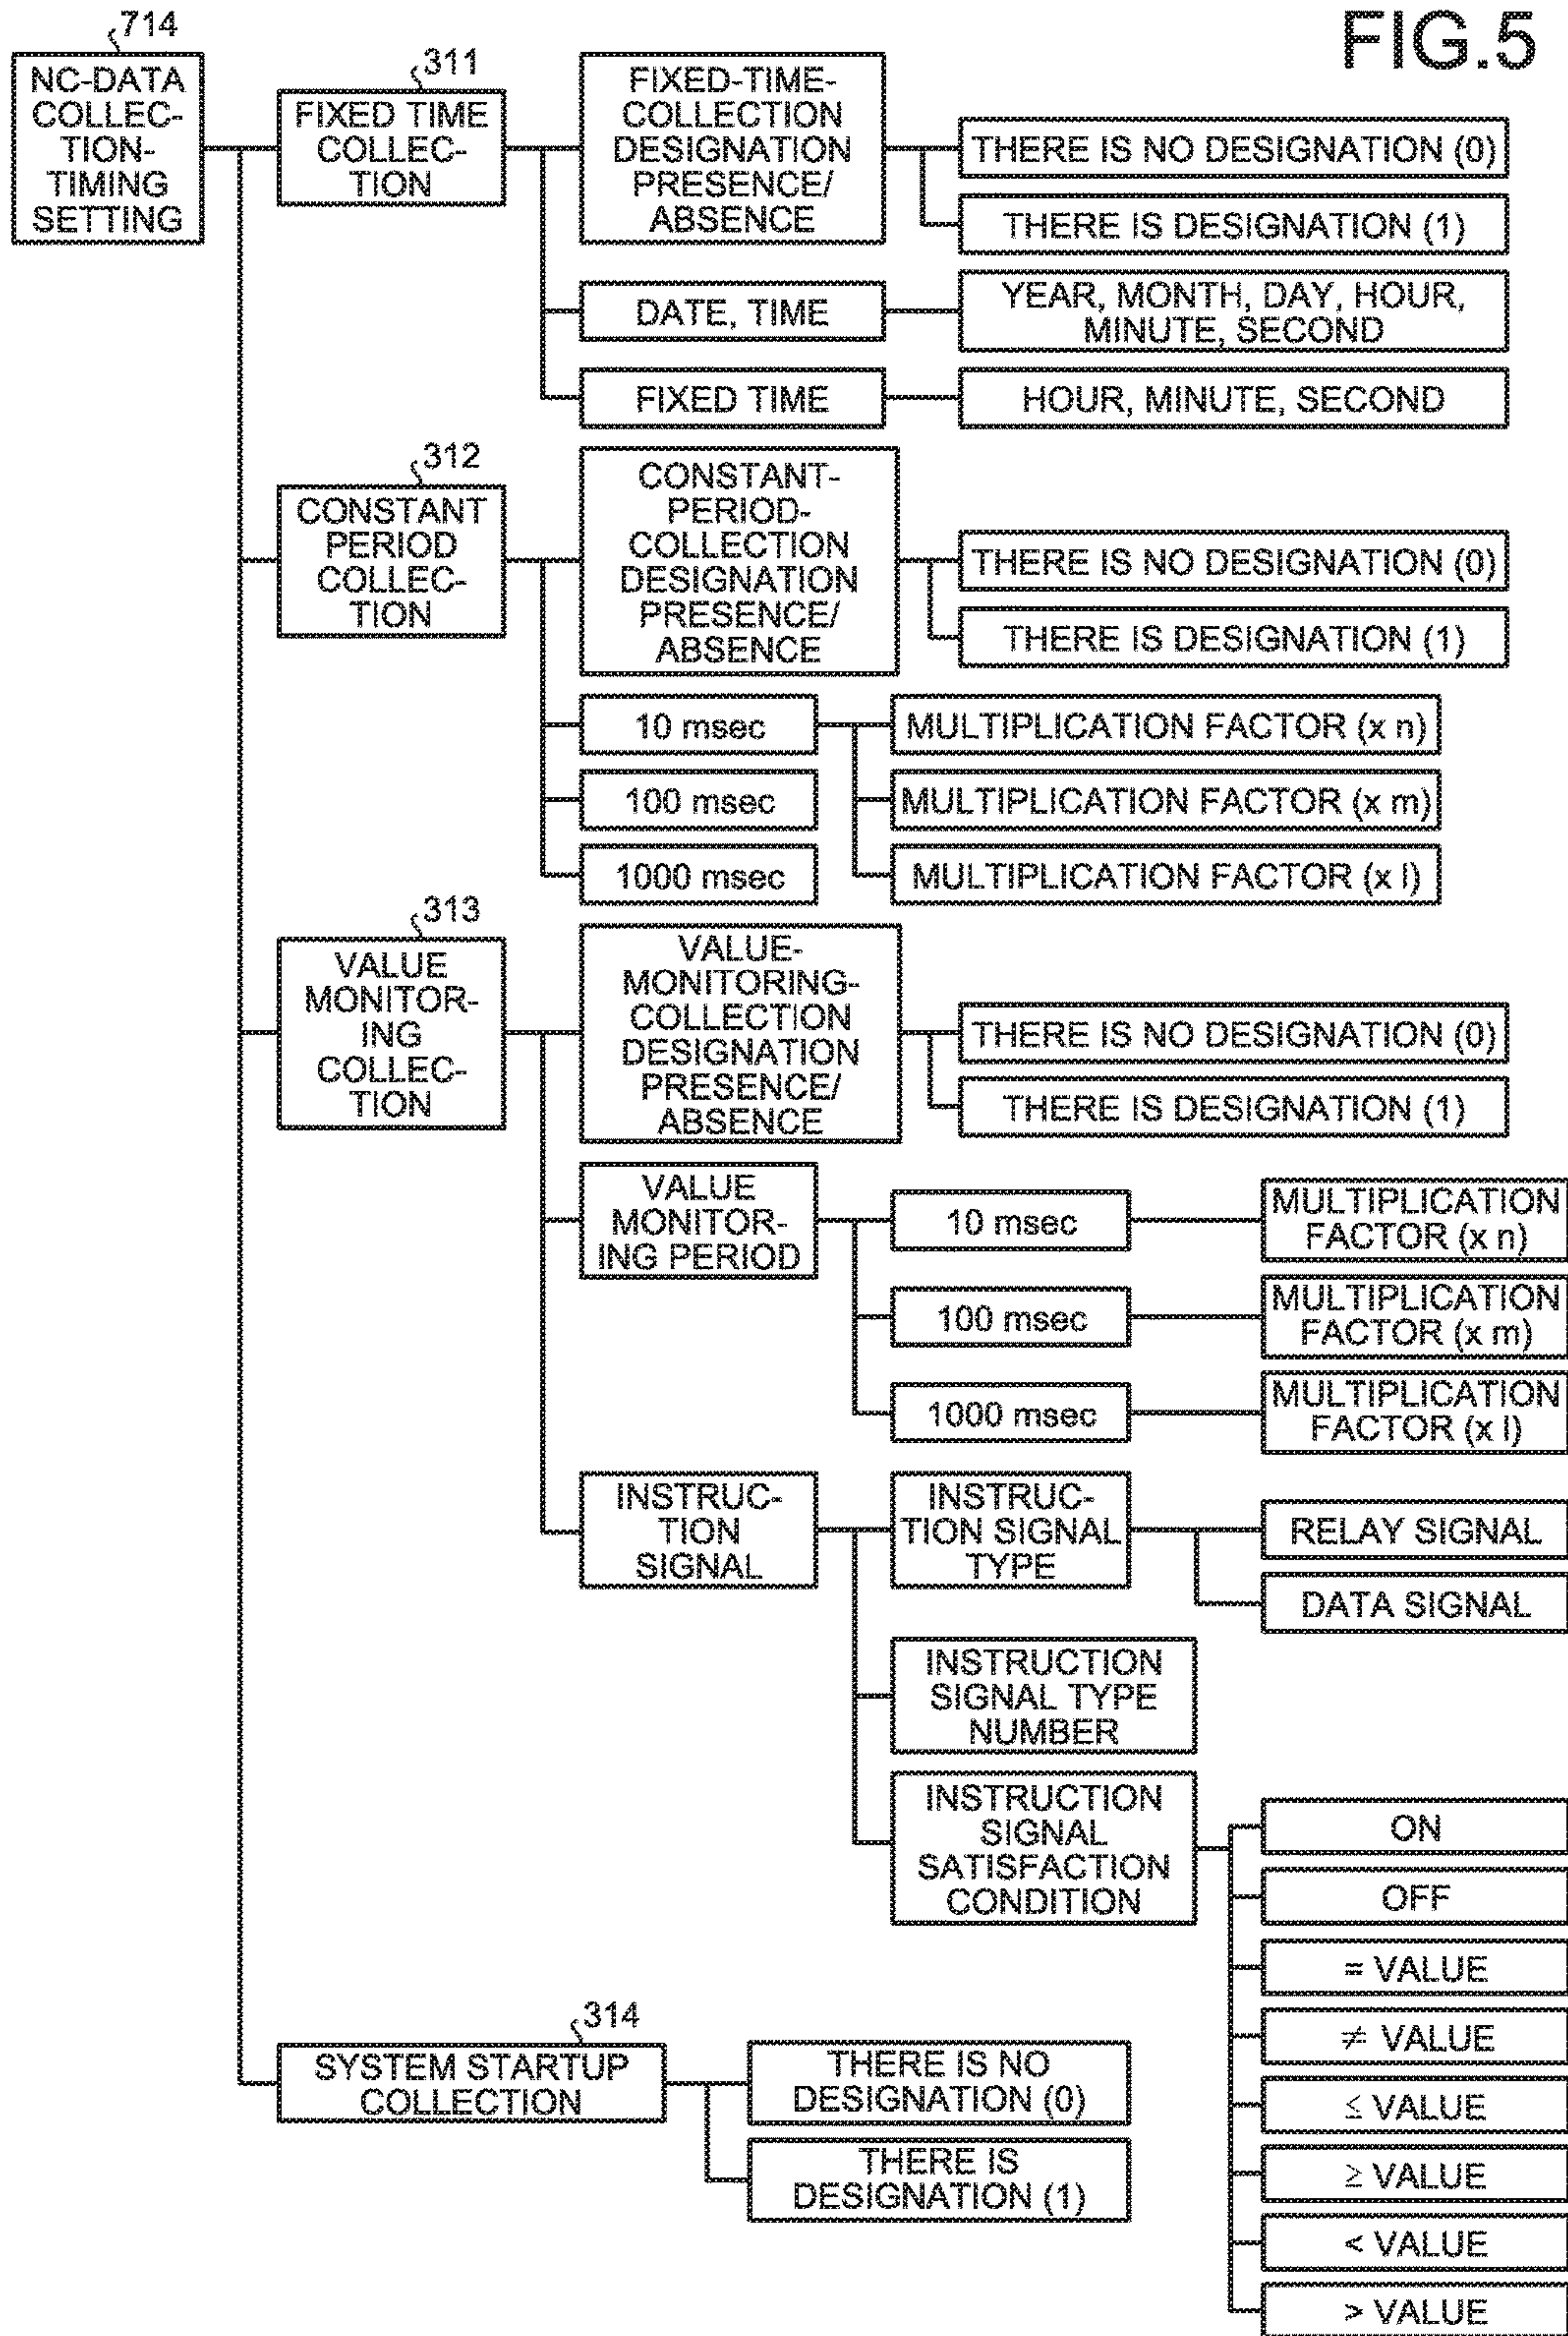 FIG.5
714
NC-DATA
COLLEC-
TION-
TIMING
SETTING
311
FIXED TIME
COLLEC-
TION
FIXED-TIME-
COLLECTION
DESIGNATION
PRESENCE/
ABSENCE
THERE IS NO DESIGNATION (0)
THERE IS DESIGNATION (1)
DATE, TIME
YEAR, MONTH, DAY, HOUR,
MINUTE, SECOND
FIXED TIME
HOUR, MINUTE, SECOND
312
CONSTANT
PERIOD
COLLEC-
TION
CONSTANT-
PERIOD-
COLLECTION
DESIGNATION
PRESENCE/
ABSENCE
THERE IS NO DESIGNATION (0)
THERE IS DESIGNATION (1)
10 msec
MULTIPLICATION FACTOR (x n)
100 msec
MULTIPLICATION FACTOR (x m)
1000 msec
MULTIPLICATION FACTOR (x l)
313
VALUE
MONITOR-
ING
COLLEC-
TION
VALUE-
MONITORING-
COLLECTION
DESIGNATION
PRESENCE/
ABSENCE
THERE IS NO DESIGNATION (0)
THERE IS DESIGNATION (1)
VALUE
MONITOR-
ING PERIOD
10 msec
MULTIPLICATION
FACTOR (x n)
100 msec
MULTIPLICATION
FACTOR (x m)
1000 msec
MULTIPLICATION
FACTOR (x l)
INSTRUC-
TION
SIGNAL
INSTRUC-
TION SIGNAL
TYPE
RELAY SIGNAL
DATA SIGNAL
INSTRUCTION
SIGNAL TYPE
NUMBER
INSTRUCTION
SIGNAL
SATISFACTION
CONDITION
ON
OFF
= VALUE
≠ VALUE
≤ VALUE
≥ VALUE
< VALUE
> VALUE
314
SYSTEM STARTUP
COLLECTION
THERE IS NO
DESIGNATION (0)
THERE IS
DESIGNATION (1)